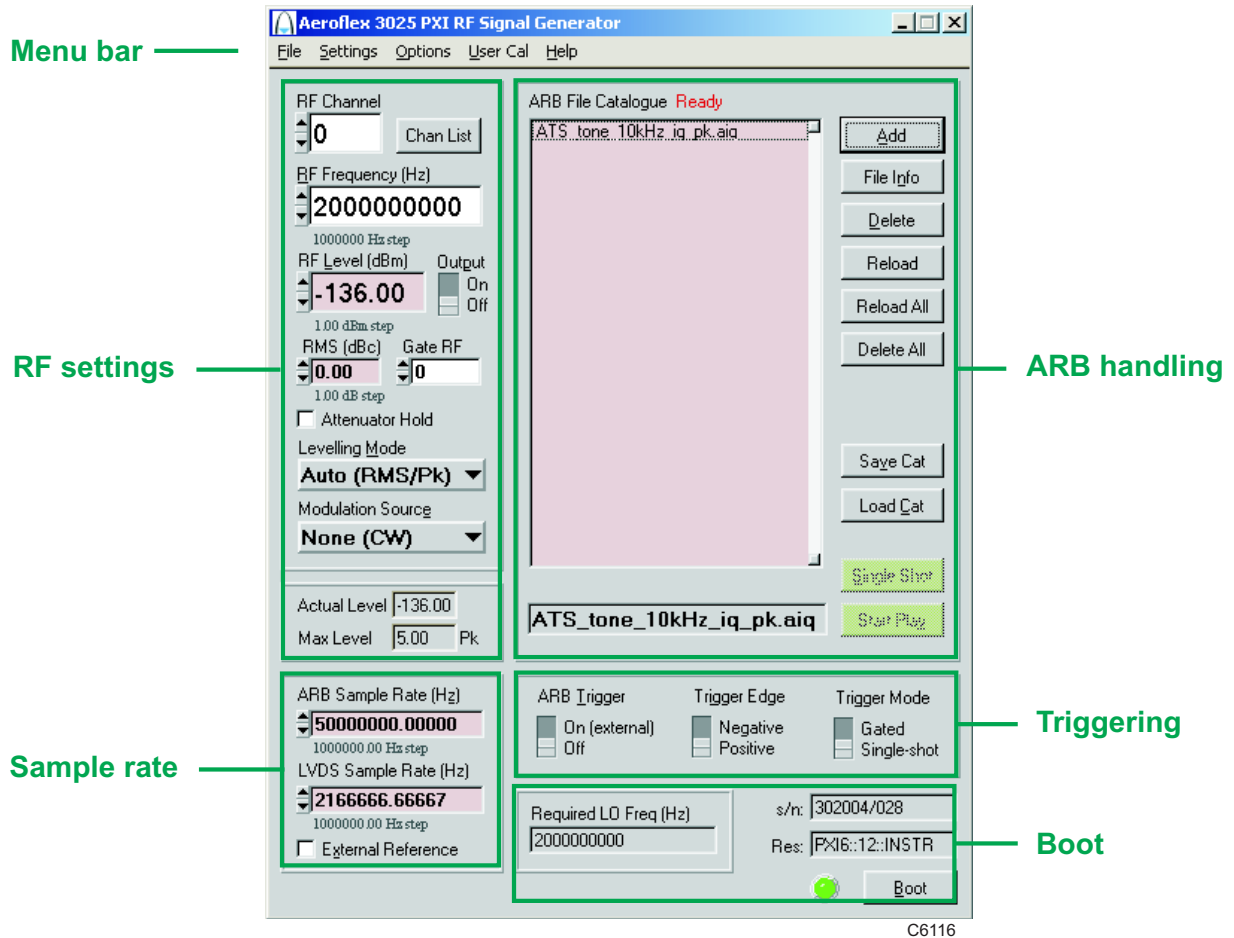 Aeroflex 3025 PXI RF Signal Generator
Menu bar
File Settings Options User Cal Help
RF settings
RF Channel
0
Chan List
RF Frequency (Hz)
2000000000
1000000 Hz step
RF Level (dBm) Output
-136.00
On
Off
1.00 dBm step
RMS (dBc) Gate RF
0.00 0
1.00 dB step
Attenuator Hold
Levelling Mode
Auto (RMS/Pk)
Modulation Source
None (CW)
Actual Level -136.00
Max Level 5.00 Pk
ARB handling
ARB File Catalogue Ready
ATS_tone_10kHz_iq_pk.aiq
Add
File Info
Delete
Reload
Reload All
Delete All
Save Cat
Load Cat
Single Shot
Start Play
ATS_tone_10kHz_iq_pk.aiq
Sample rate
ARB Sample Rate (Hz)
50000000.00000
1000000.00 Hz step
LVDS Sample Rate (Hz)
2166666.66667
1000000.00 Hz step
External Reference
Triggering
ARB Trigger
On (external)
Off
Trigger Edge
Negative
Positive
Trigger Mode
Gated
Single-shot
Boot
Required LO Freq (Hz)
2000000000
s/n: 302004/028
Res: PXI6::12::INSTR
Boot
C6116